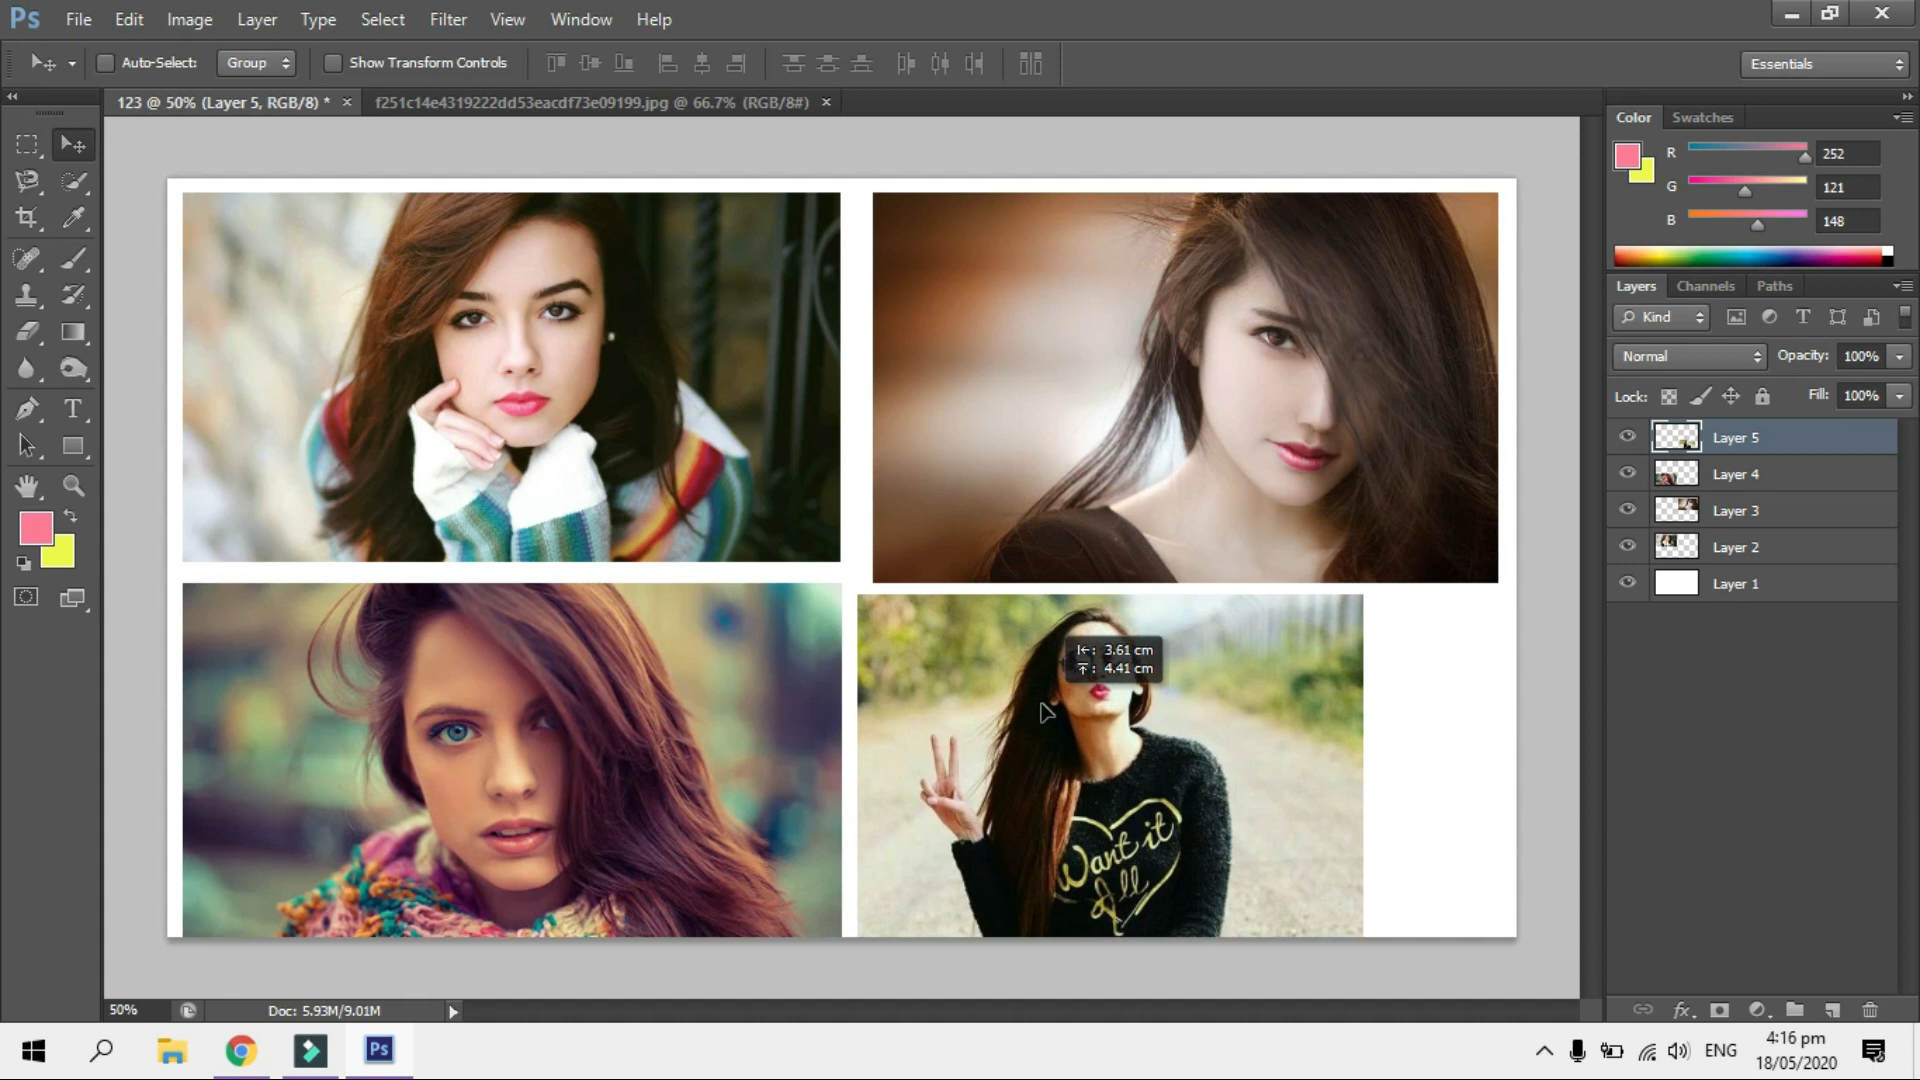 Ps File Edit Image Layer Type Select Filter View Window Help
Auto-Select: Group Show Transform Controls Essentials
123 @ 50% (Layer 5, RGB/8) * × f251c14e4319222dd53eacdf73e09199.jpg @ 66.7% (RGB/8#) ×
Color Swatches
R 252
G 121
B 148
Layers Channels Paths
Kind
Normal Opacity: 100%
Lock: Fill: 100%
Layer 5
Layer 4
Layer 3
Layer 2
Layer 1
3.61 cm
4.41 cm
Want it
All
50% Doc: 5.93M/9.01M
fx
Ps
ENG
4:16 pm
18/05/2020